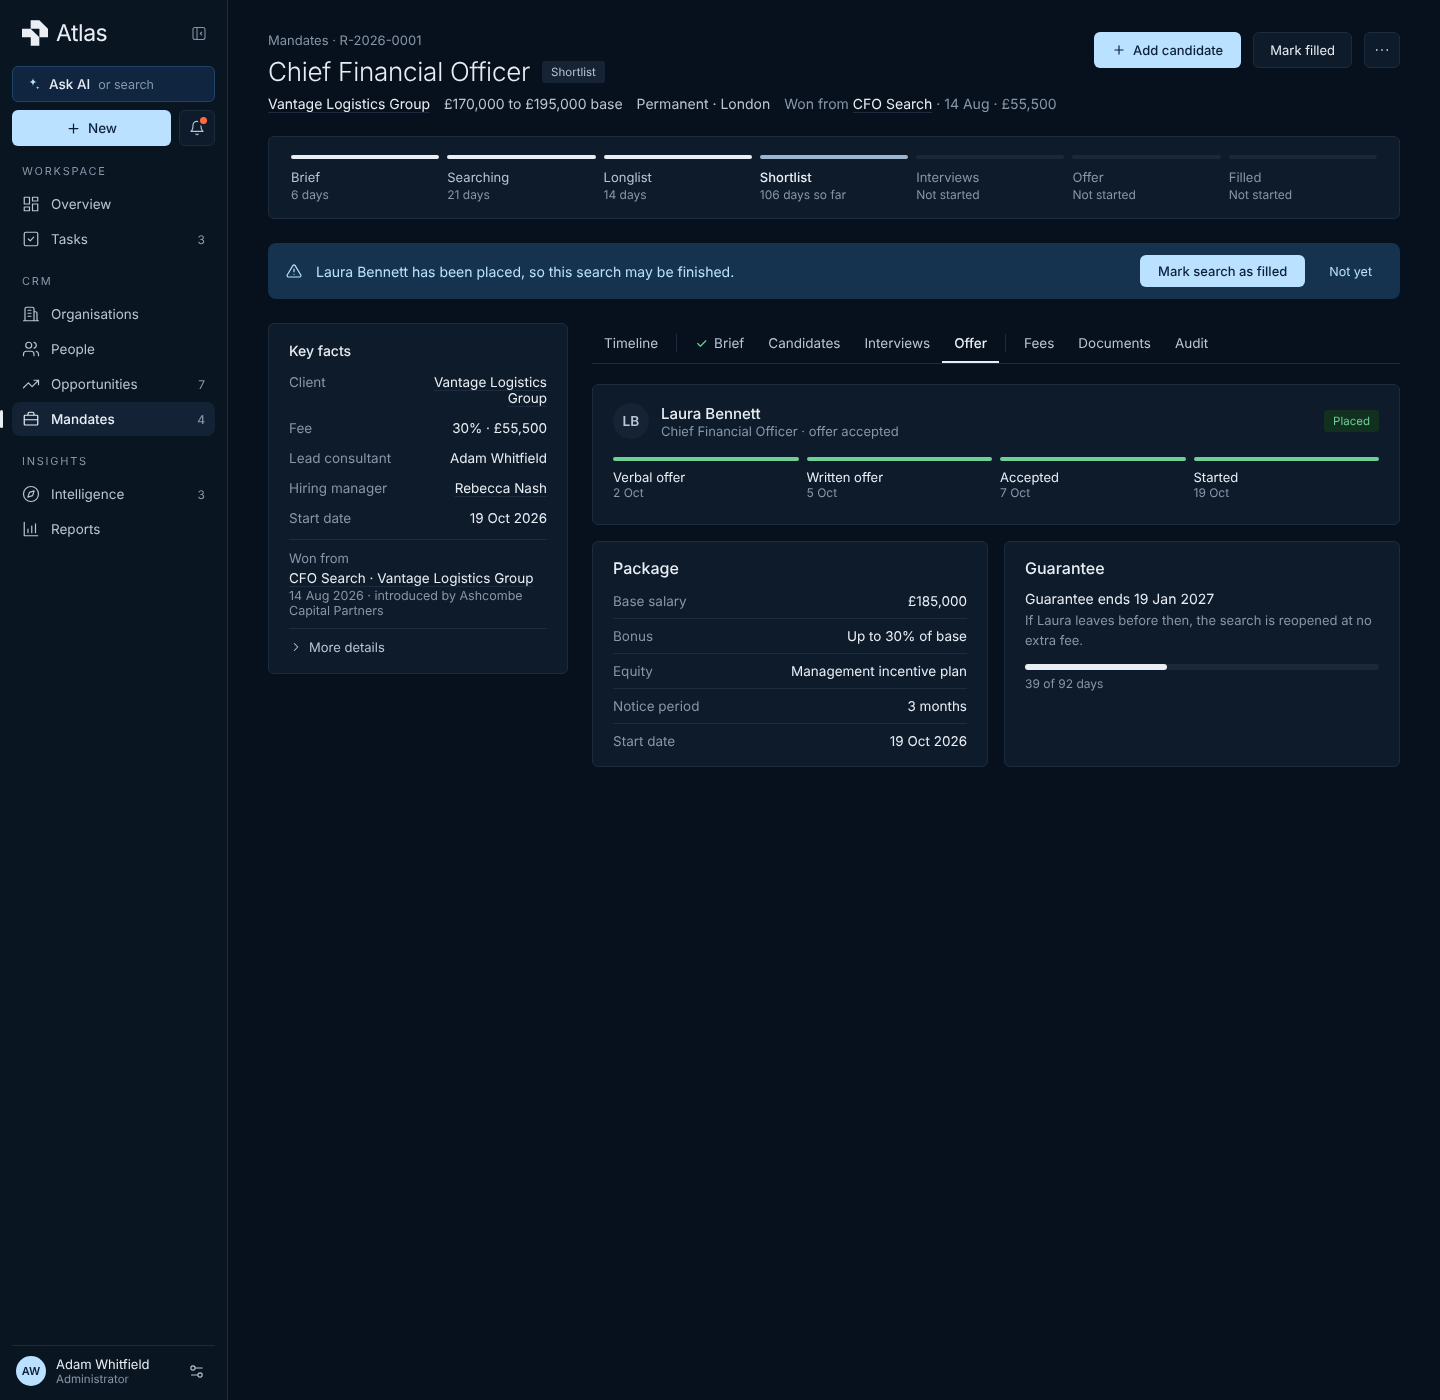 Atlas
Ask AI or search
New
WORKSPACE
Overview
Tasks 3
CRM
Organisations
People
Opportunities 7
Mandates 4
INSIGHTS
Intelligence 3
Reports
AW
Adam Whitfield
Administrator
Mandates · R-2026-0001
Chief Financial Officer Shortlist
Vantage Logistics Group £170,000 to £195,000 base Permanent · London Won from CFO Search · 14 Aug · £55,500
Add candidate
Mark filled
Brief
6 days
Searching
21 days
Longlist
14 days
Shortlist
106 days so far
Interviews
Not started
Offer
Not started
Filled
Not started
Laura Bennett has been placed, so this search may be finished.
Mark search as filled
Not yet
Key facts
Client Vantage Logistics
Group
Fee 30% · £55,500
Lead consultant Adam Whitfield
Hiring manager Rebecca Nash
Start date 19 Oct 2026
Won from
CFO Search · Vantage Logistics Group
14 Aug 2026 · introduced by Ashcombe
Capital Partners
More details
Timeline Brief Candidates Interviews Offer Fees Documents Audit
LB
Laura Bennett
Chief Financial Officer · offer accepted
Placed
Verbal offer
2 Oct
Written offer
5 Oct
Accepted
7 Oct
Started
19 Oct
Package
Base salary £185,000
Bonus Up to 30% of base
Equity Management incentive plan
Notice period 3 months
Start date 19 Oct 2026
Guarantee
Guarantee ends 19 Jan 2027
If Laura leaves before then, the search is reopened at no
extra fee.
39 of 92 days